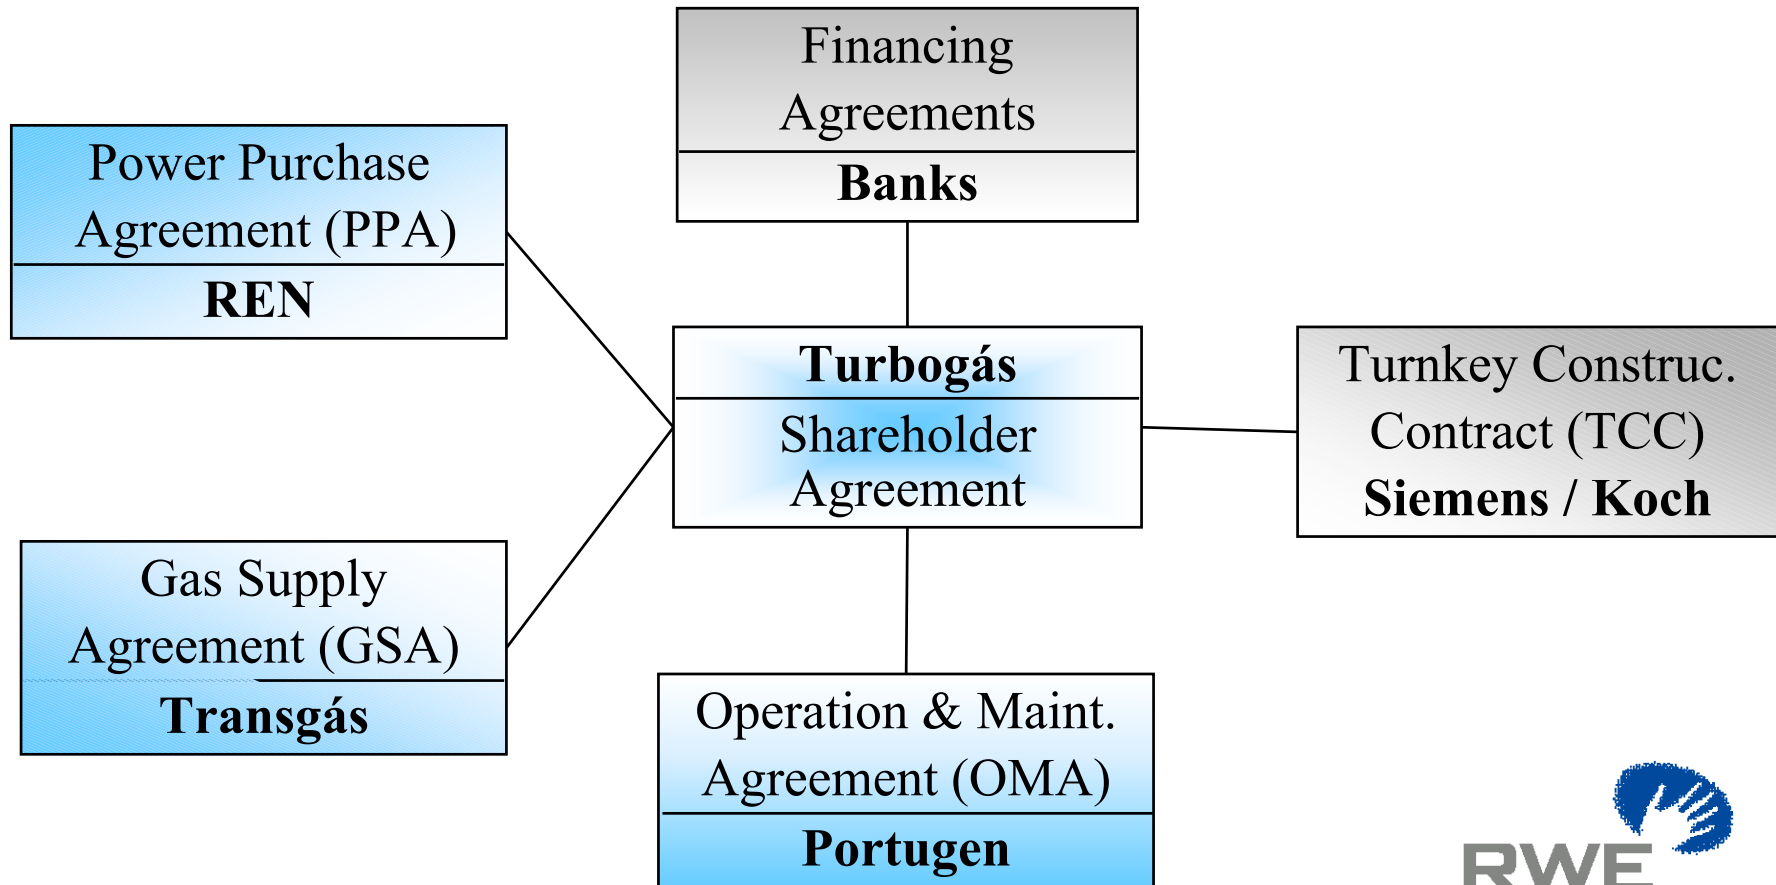 Financing
Agreements
Banks
Power Purchase
Agreement (PPA)
REN
Turbogás
Shareholder
Agreement
Turnkey Construc.
Contract (TCC)
Siemens / Koch
Gas Supply
Agreement (GSA)
Transgás
Operation & Maint.
Agreement (OMA)
Portugen
RWE